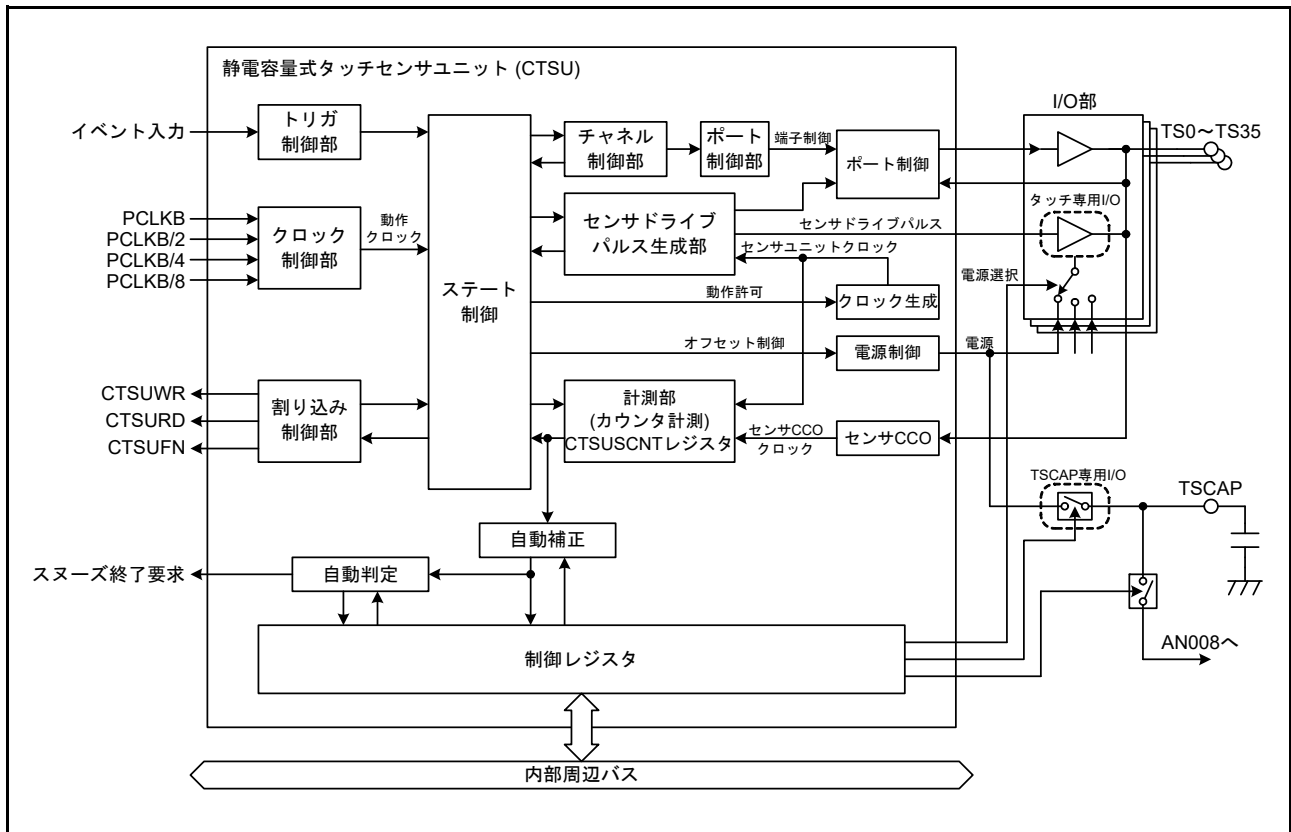 静電容量式タッチセンサユニット (CTSU)
イベント入力
トリガ
制御部
PCLKB
PCLKB/2
PCLKB/4
PCLKB/8
クロック
制御部
動作
クロック
ステート
制御
チャネル
制御部
ポート
制御部
端子制御
ポート制御
I/O部
TS0～TS35
タッチ専用I/O
センサドライブ
パルス生成部
センサドライブパルス
センサユニットクロック
動作許可
クロック生成
電源選択
オフセット制御
電源制御
電源
CTSUWR
CTSURD
CTSUFN
割り込み
制御部
計測部
(カウンタ計測)
CTSUSCNTレジスタ
センサCCO
クロック
センサCCO
TSCAP専用I/O
TSCAP
自動補正
スヌーズ終了要求
自動判定
制御レジスタ
AN008へ
内部周辺バス